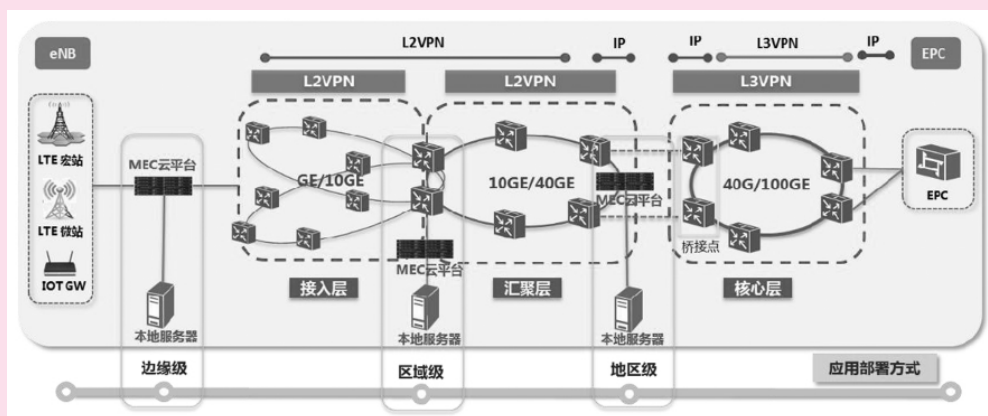 L2VPN
IP
IP
L3VPN
IP
eNB
L2VPN
L2VPN
L3VPN
EPC
LTE 宏站
LTE 微站
IOT GW
MEC云平台
GE/10GE
10GE/40GE
MEC云平台
40G/100GE
EPC
桥接点
MEC云平台
接入层
汇聚层
核心层
本地服务器
本地服务器
本地服务器
边缘级
区域级
地区级
应用部署方式